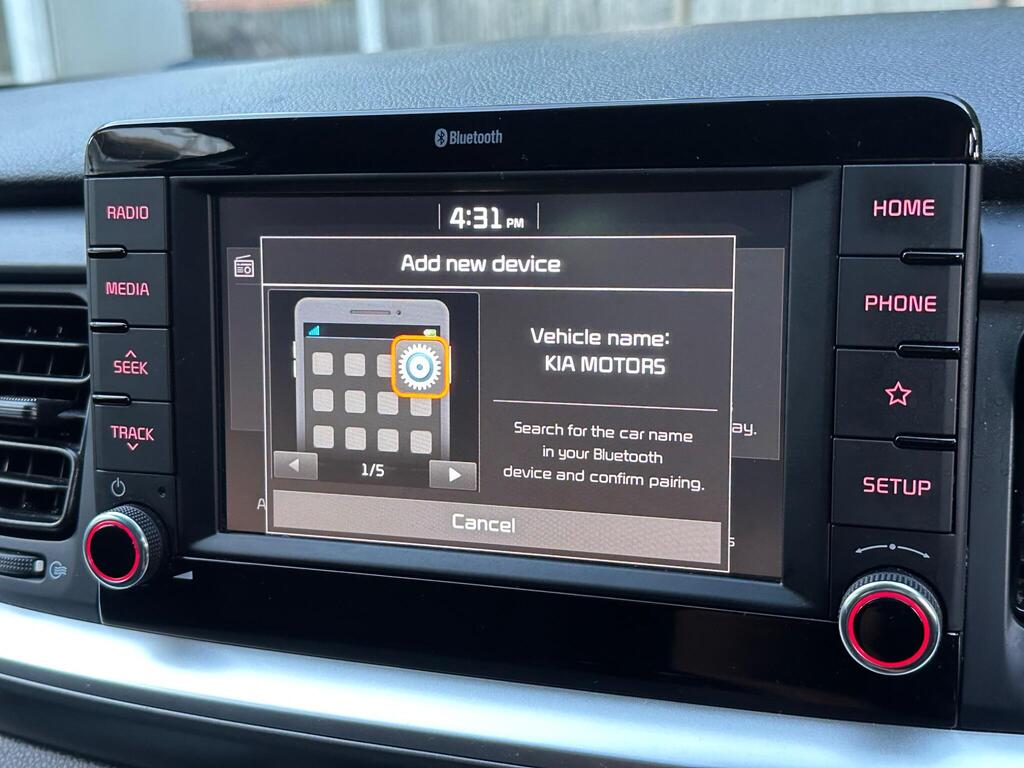 Bluetooth
RADIO
MEDIA
SEEK
TRACK
4:31 PM
Add new device
Vehicle name:
KIA MOTORS
Search for the car name
in your Bluetooth
device and confirm pairing.
1/5
Cancel
ay.
A
s
HOME
PHONE
SETUP